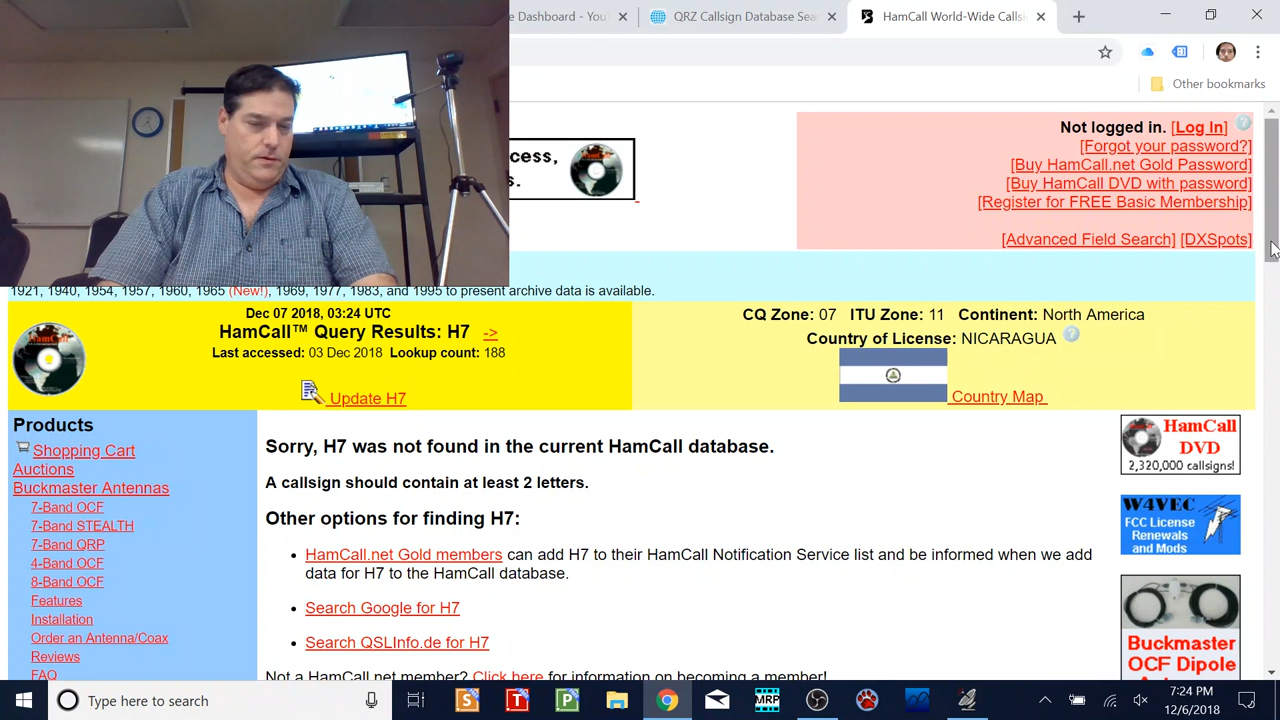 e Dashboard - You
QRZ Callsign Database Sea
HamCall World-Wide Calls
Other bookmarks
cess,
s.
Not logged in. [Log In]
[Forgot your password?]
[Buy HamCall.net Gold Password]
[Buy HamCall DVD with password]
[Register for FREE Basic Membership]
[Advanced Field Search] [DXSpots]
1921, 1940, 1954, 1957, 1960, 1965 (New!), 1969, 1977, 1983, and 1995 to present archive data is available.
Dec 07 2018, 03:24 UTC
HamCall™ Query Results: H7 ->
Last accessed: 03 Dec 2018 Lookup count: 188
Update H7
CQ Zone: 07 ITU Zone: 11 Continent: North America
Country of License: NICARAGUA
Country Map
Products
Shopping Cart
Auctions
Buckmaster Antennas
7-Band OCF
7-Band STEALTH
7-Band QRP
4-Band OCF
8-Band OCF
Features
Installation
Order an Antenna/Coax
Reviews
FAQ
Sorry, H7 was not found in the current HamCall database.
A callsign should contain at least 2 letters.
Other options for finding H7:
HamCall.net Gold members can add H7 to their HamCall Notification Service list and be informed when we add
data for H7 to the HamCall database.
Search Google for H7
Search QSLInfo.de for H7
Not a HamCall.net member? Click here for information on becoming a member!
HamCall
DVD
2,320,000 callsigns!
W4VEC
FCC License
Renewals
and Mods
Buckmaster
OCF Dipole
Type here to search
S
T
P
MRP
7:24 PM
12/6/2018